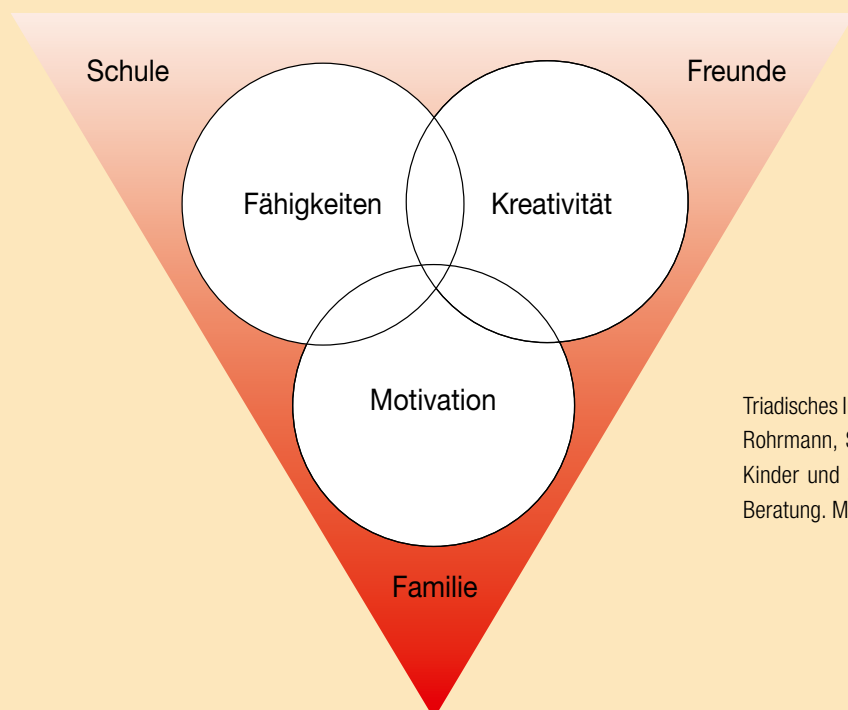 Schule
Freunde
Fähigkeiten
Kreativität
Motivation
Triadisches
Rohrmann,
Kinder und
Beratung.
Familie